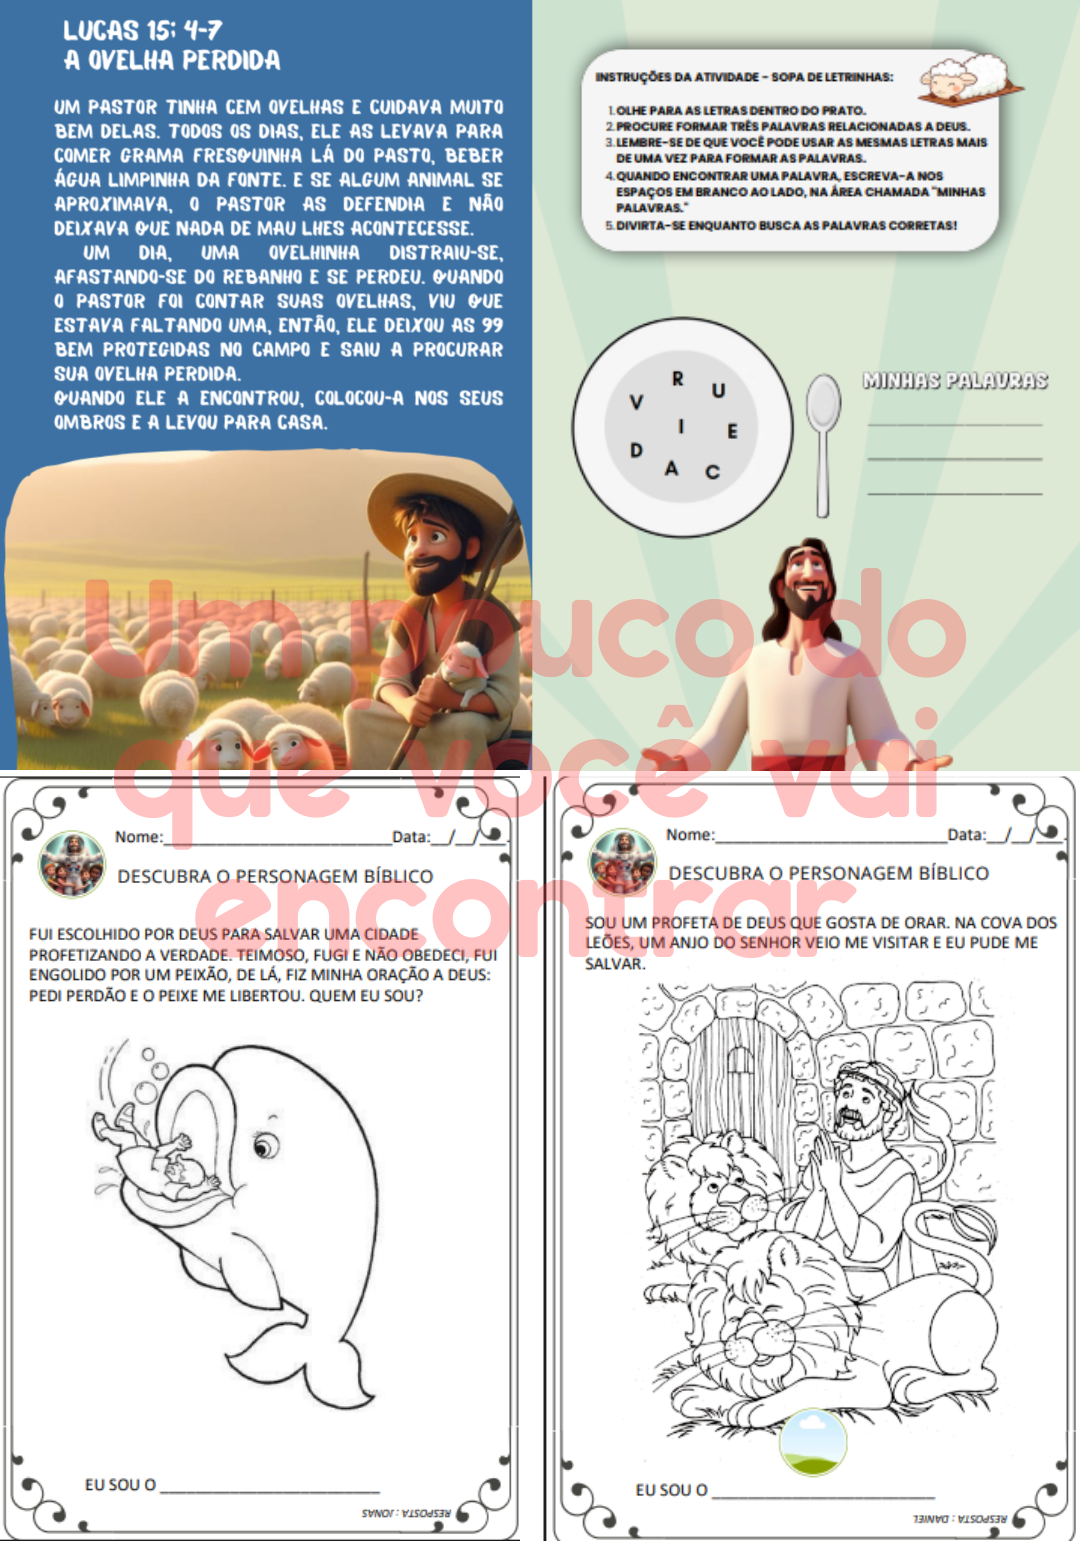 LUCAS 15: 4-7
A OVELHA PERDIDA
UM PASTOR TINHA CEM OVELHAS E CUIDAVA MUITO
BEM DELAS. TODOS OS DIAS, ELE AS LEVAVA PARA
COMER GRAMA FRESQUINHA LÁ DO PASTO, BEBER
ÁGUA LIMPINHA DA FONTE. E SE ALGUM ANIMAL SE
APROXIMAVA, O PASTOR AS DEFENDIA E NÃO
DEIXAVA QUE NADA DE MAU LHES ACONTECESSE.
UM DIA, UMA OVELHINHA DISTRAIU-SE,
AFASTANDO-SE DO REBANHO E SE PERDEU. QUANDO
O PASTOR FOI CONTAR SUAS OVELHAS, VIU QUE
ESTAVA FALTANDO UMA, ENTÃO, ELE DEIXOU AS 99
BEM PROTEGIDAS NO CAMPO E SAIU A PROCURAR
SUA OVELHA PERDIDA.
QUANDO ELE A ENCONTROU, COLOCOU-A NOS SEUS
OMBROS E A LEVOU PARA CASA.
INSTRUÇÕES DA ATIVIDADE - SOPA DE LETRINHAS:
1. OLHE PARA AS LETRAS DENTRO DO PRATO.
2. PROCURE FORMAR TRÊS PALAVRAS RELACIONADAS A DEUS.
3. LEMBRE-SE DE QUE VOCÊ PODE USAR AS MESMAS LETRAS MAIS
DE UMA VEZ PARA FORMAR AS PALAVRAS.
4. QUANDO ENCONTRAR UMA PALAVRA, ESCREVA-A NOS
ESPAÇOS EM BRANCO AO LADO, NA ÁREA CHAMADA "MINHAS
PALAVRAS."
5. DIVIRTA-SE ENQUANTO BUSCA AS PALAVRAS CORRETAS!
R
V U
I E
D A C
MINHAS PALAVRAS
Um pouco do
que você vai
encontrar
Nome:__________________________Data:__/__/___.
DESCUBRA O PERSONAGEM BÍBLICO
FUI ESCOLHIDO POR DEUS PARA SALVAR UMA CIDADE
PROFETIZANDO A VERDADE. TEIMOSO, FUGI E NÃO OBEDECI, FUI
ENGOLIDO POR UM PEIXÃO, DE LÁ, FIZ MINHA ORAÇÃO A DEUS:
PEDI PERDÃO E O PEIXE ME LIBERTOU. QUEM EU SOU?
EU SOU O _________________________
RESPOSTA : JONAS
Nome:__________________________Data:__/__/___.
DESCUBRA O PERSONAGEM BÍBLICO
SOU UM PROFETA DE DEUS QUE GOSTA DE ORAR. NA COVA DOS
LEÕES, UM ANJO DO SENHOR VEIO ME VISITAR E EU PUDE ME
SALVAR.
EU SOU O _________________________
RESPOSTA : DANIEL